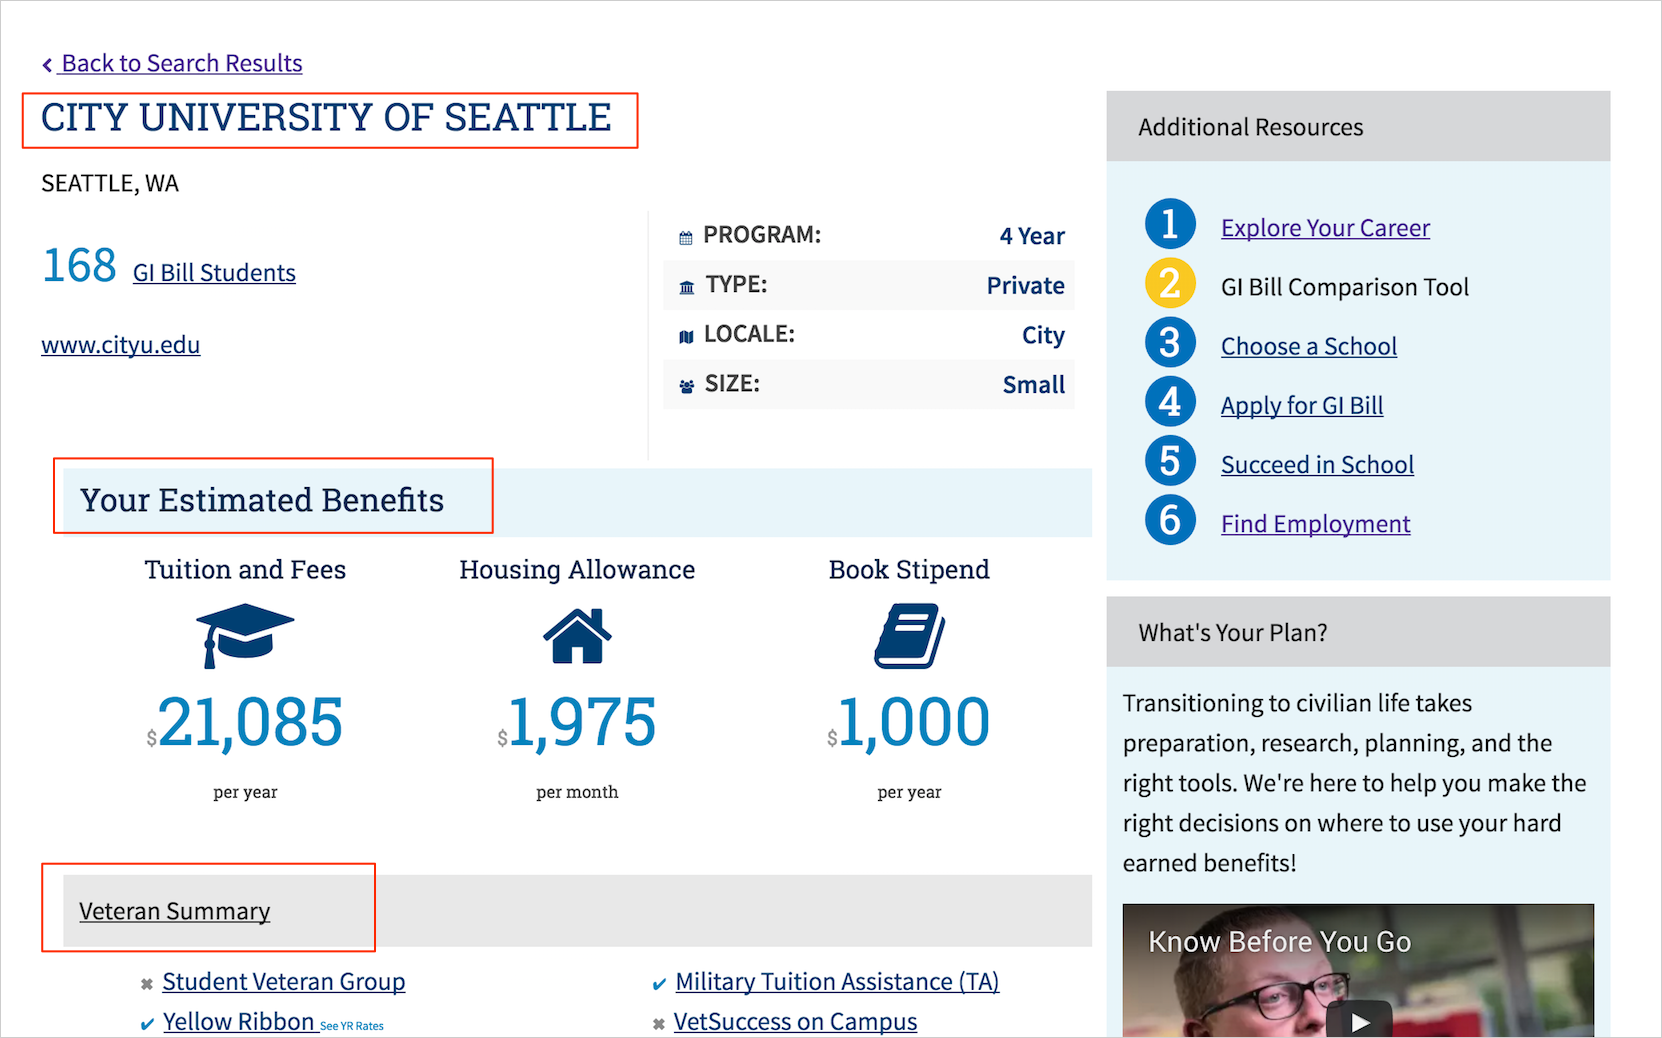 Back to Search Results
CITY UNIVERSITY OF SEATTLE
SEATTLE, WA
168 GI Bill Students
www.cityu.edu
PROGRAM: 4 Year
TYPE: Private
LOCALE: City
SIZE: Small
Your Estimated Benefits
Tuition and Fees
$21,085
per year
Housing Allowance
$1,975
per month
Book Stipend
$1,000
per year
Veteran Summary
Student Veteran Group
Yellow Ribbon See YR Rates
Military Tuition Assistance (TA)
VetSuccess on Campus
Additional Resources
1 Explore Your Career
2 GI Bill Comparison Tool
3 Choose a School
4 Apply for GI Bill
5 Succeed in School
6 Find Employment
What's Your Plan?
Transitioning to civilian life takes
preparation, research, planning, and the
right tools. We're here to help you make the
right decisions on where to use your hard
earned benefits!
Know Before You Go